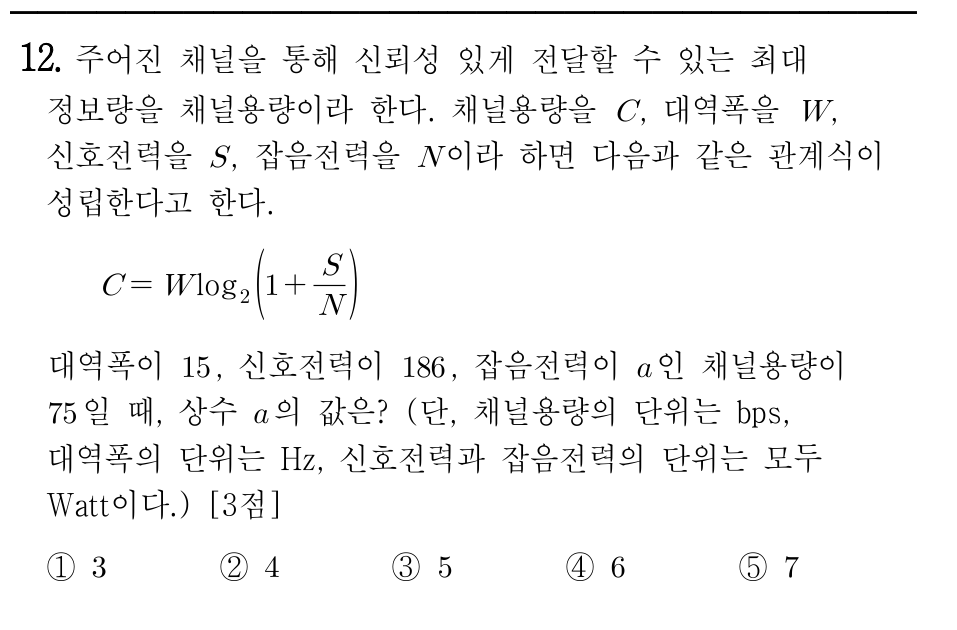 12. 주어진 채널을 통해 신뢰성 있게 전달할 수 있는 최대
정보량을 채널용량이라 한다. 채널용량을 C, 대역폭을 W,
신호전력을 S, 잡음전력을 N이라 하면 다음과 같은 관계식이
성립한다고 한다.
C = W log₂(1 + S/N)
대역폭이 15, 신호전력이 186, 잡음전력이 a인 채널용량이
75일 때, 상수 a의 값은? (단, 채널용량의 단위는 bps,
대역폭의 단위는 Hz, 신호전력과 잡음전력의 단위는 모두
Watt이다.) [3점]
① 3 ② 4 ③ 5 ④ 6 ⑤ 7